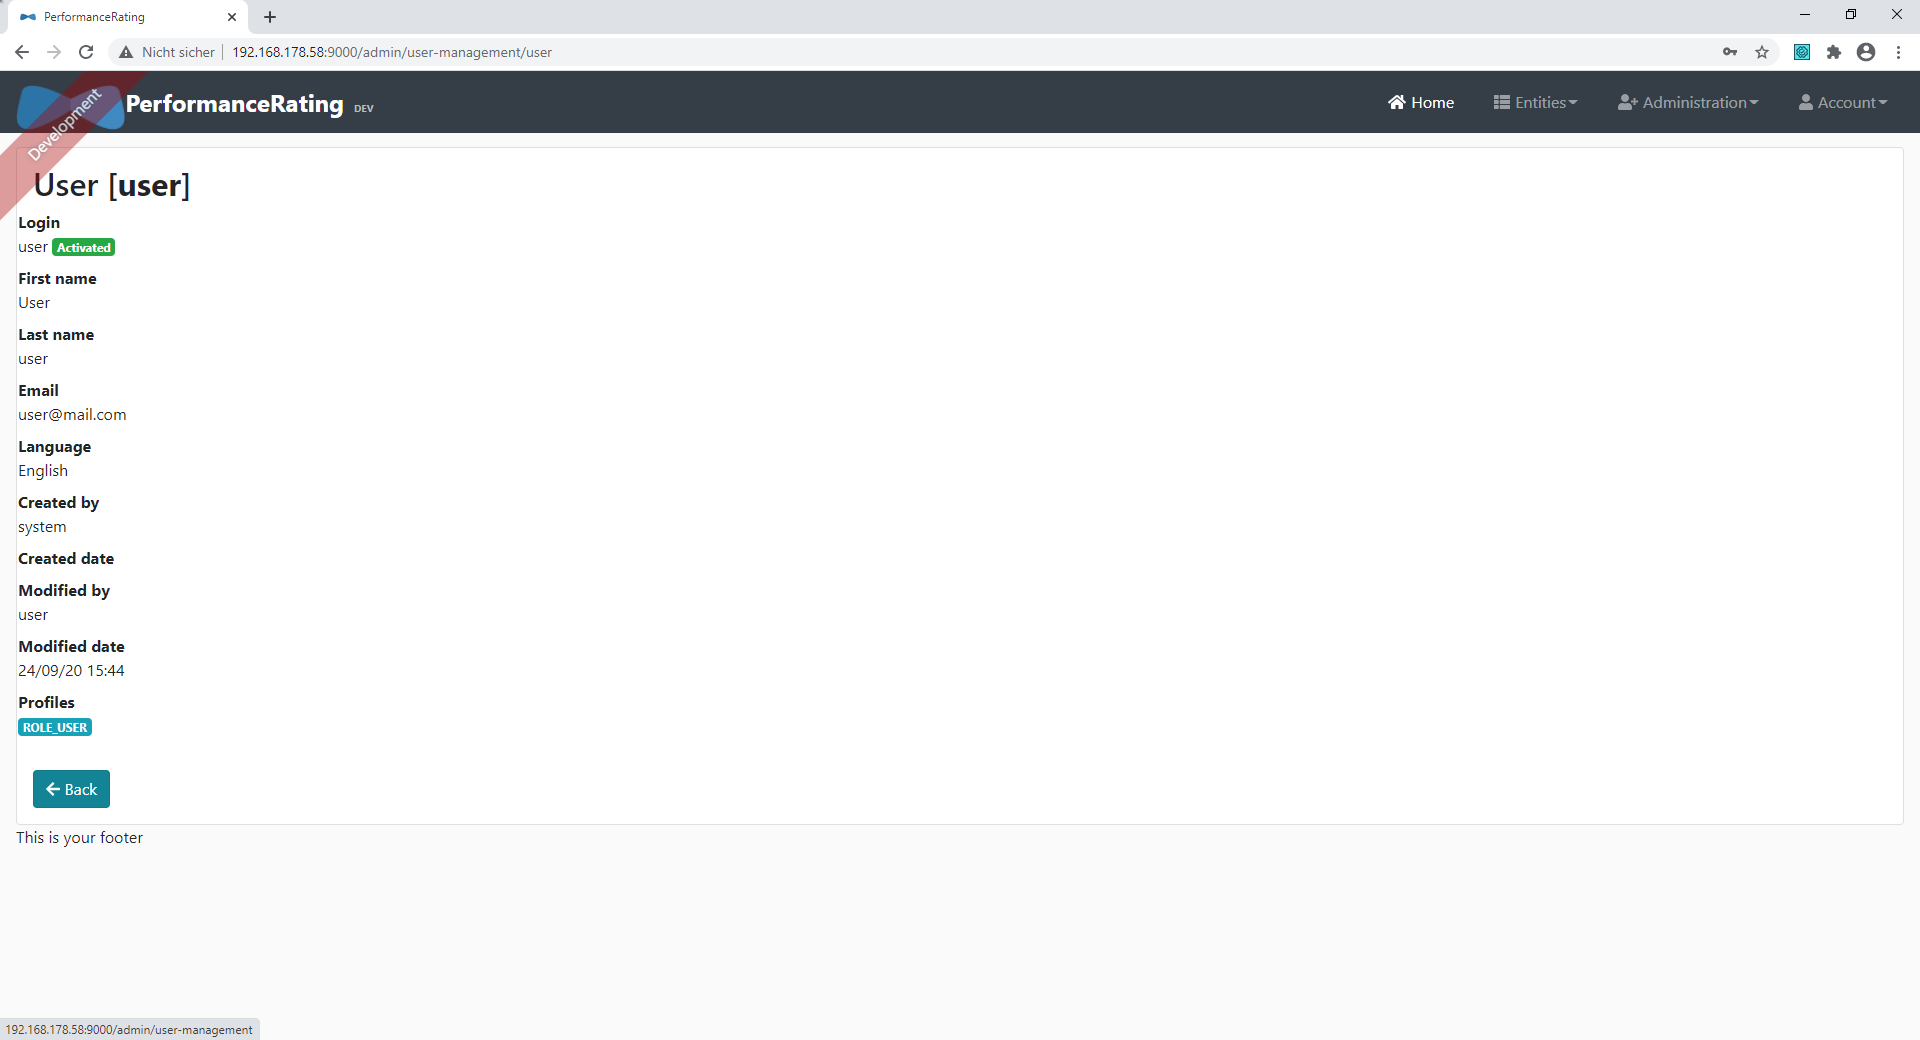 PerformanceRating
Nicht sicher 192.168.178.58:9000/admin/user-management/user
Development
PerformanceRating DEV
Home Entities Administration Account
User [user]
Login
user Activated
First name
User
Last name
user
Email
user@mail.com
Language
English
Created by
system
Created date
Modified by
user
Modified date
24/09/20 15:44
Profiles
ROLE_USER
Back
This is your footer
192.168.178.58:9000/admin/user-management